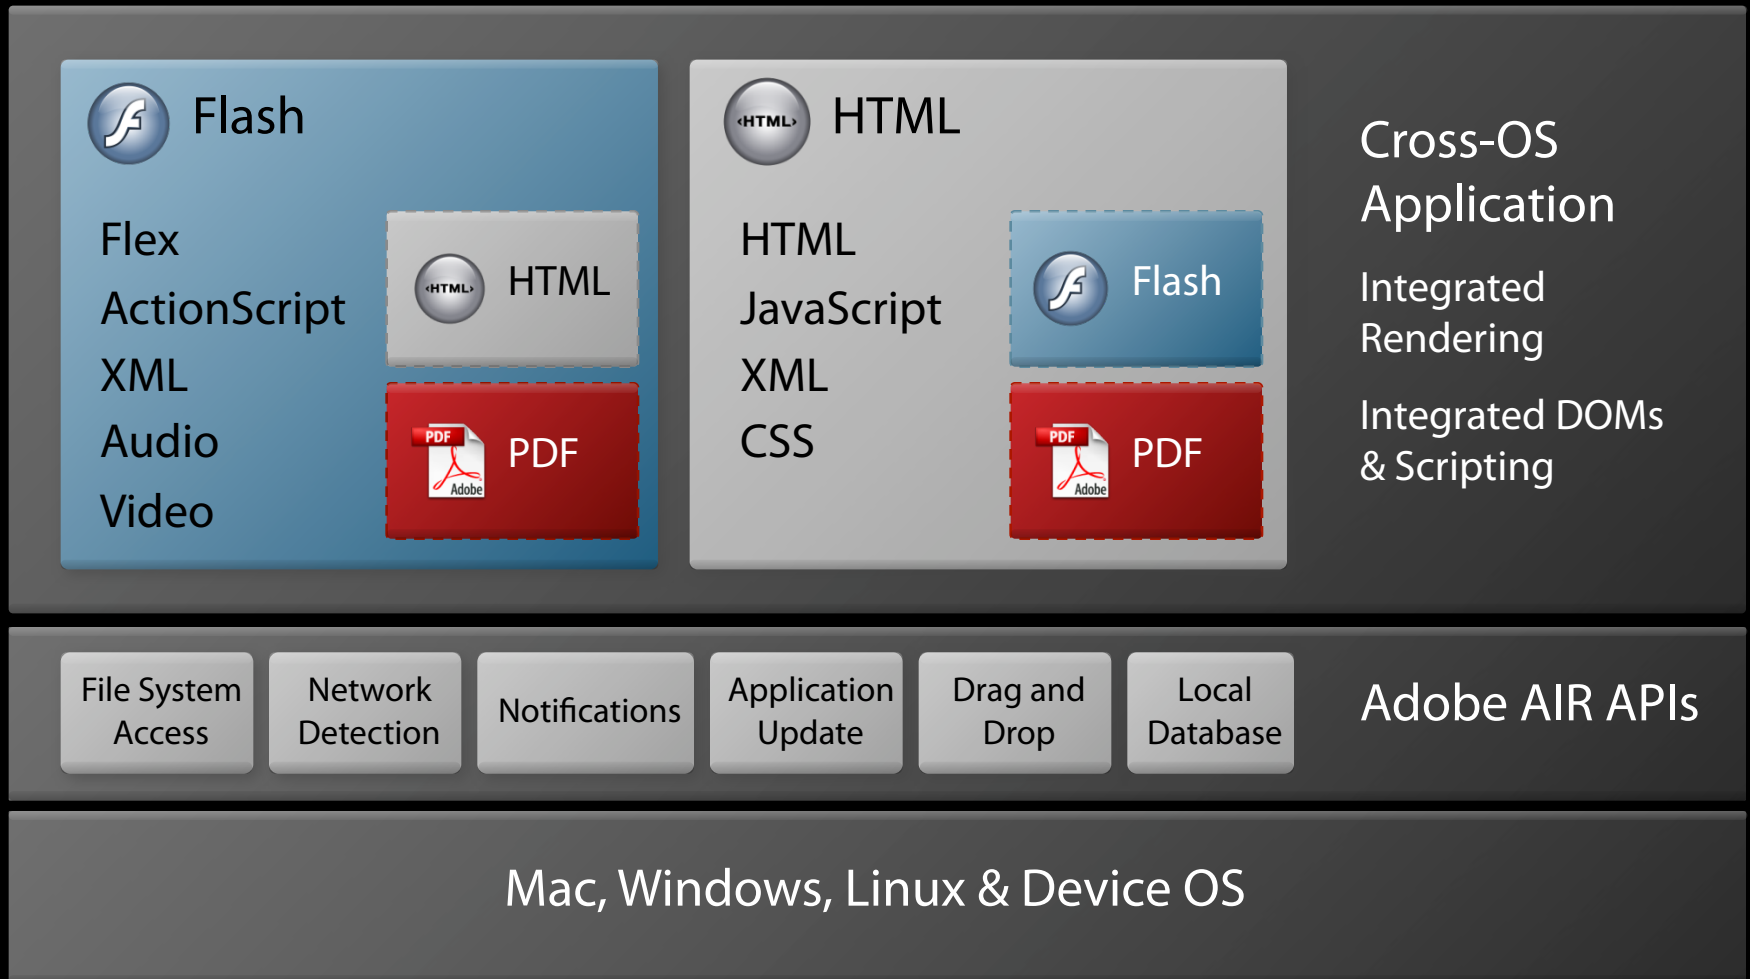 Flash
Flex
ActionScript
XML
Audio
Video
<HTML>
HTML
PDF
Adobe
PDF
<HTML>
HTML
HTML
JavaScript
XML
CSS
Flash
PDF
Adobe
PDF
Cross-OS
Application
Integrated
Rendering
Integrated DOMs
& Scripting
File System
Access
Network
Detection
Notifications
Application
Update
Drag and
Drop
Local
Database
Adobe AIR APIs
Mac, Windows, Linux & Device OS